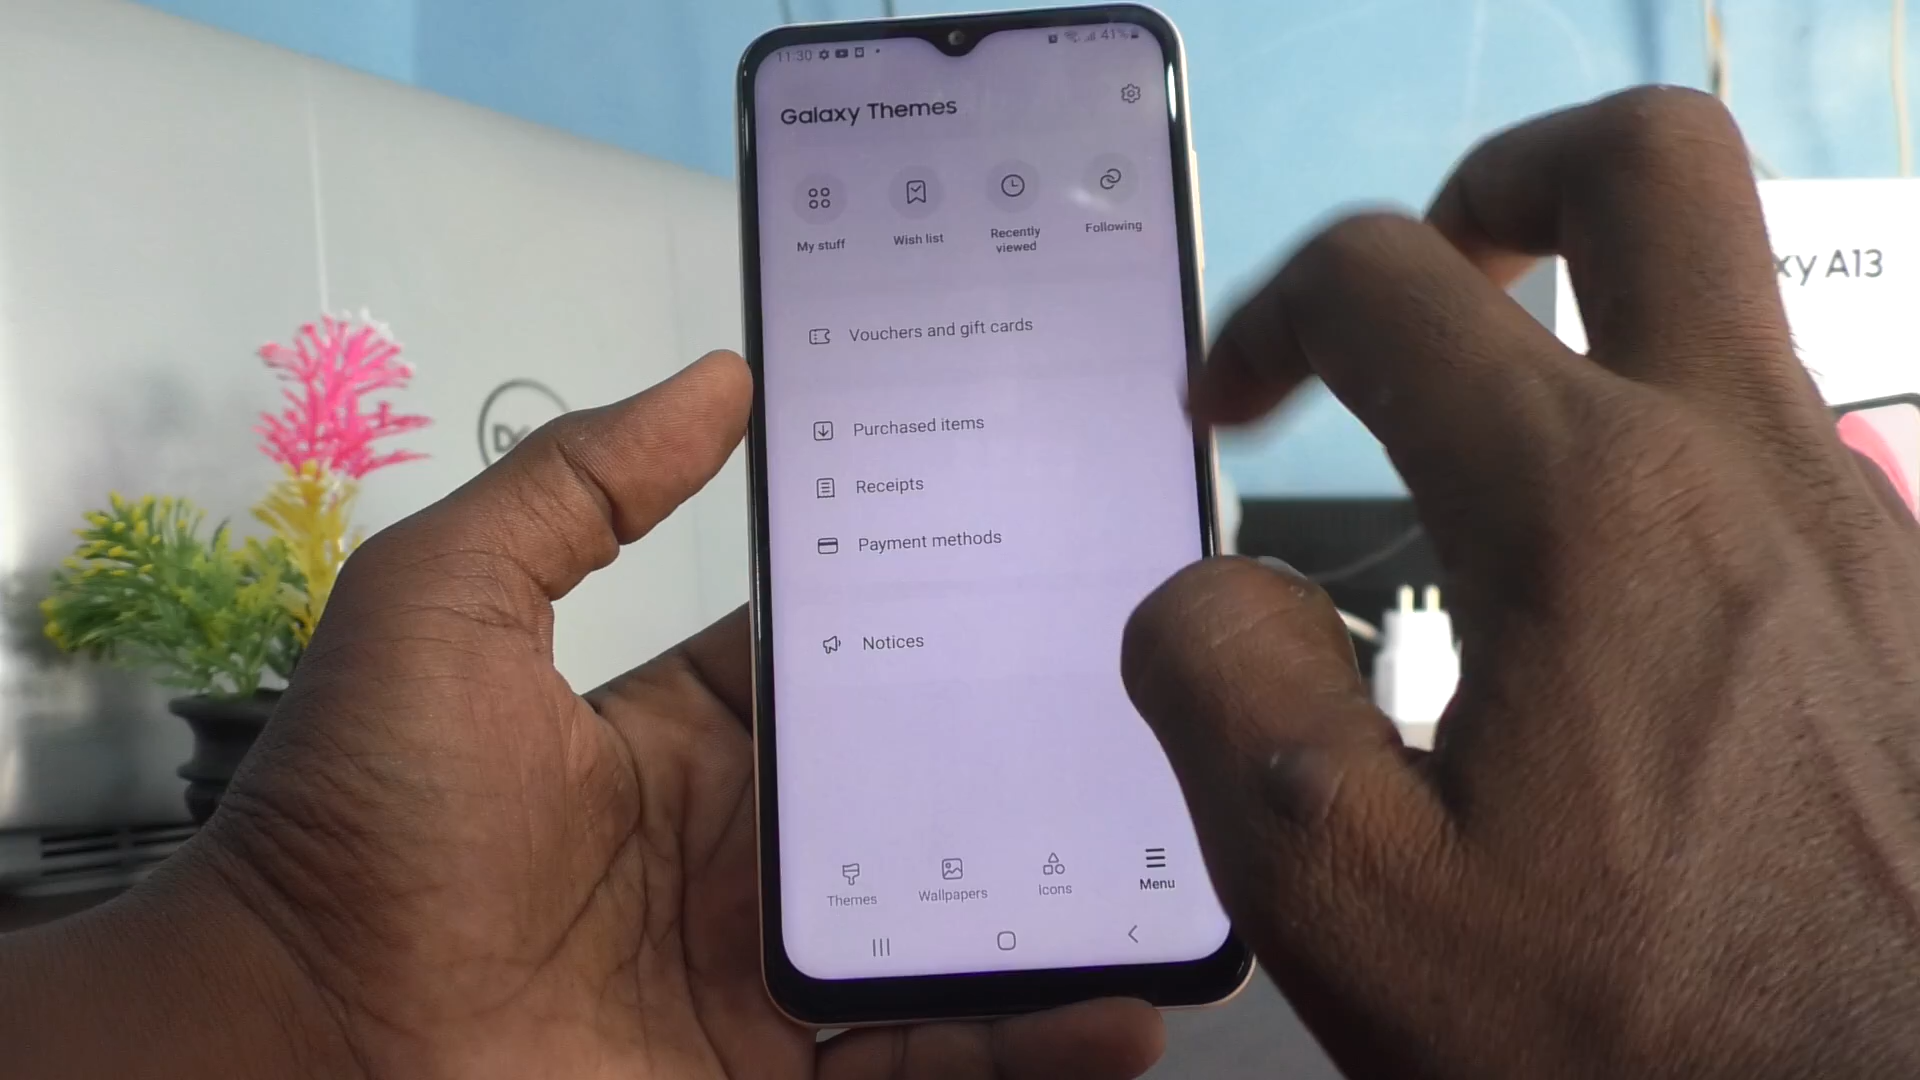 11:30
41%
Galaxy Themes
My stuff
Wish list
Recently
viewed
Following
Vouchers and gift cards
Purchased items
Receipts
Payment methods
Notices
Themes
Wallpapers
Icons
Menu
xy A13